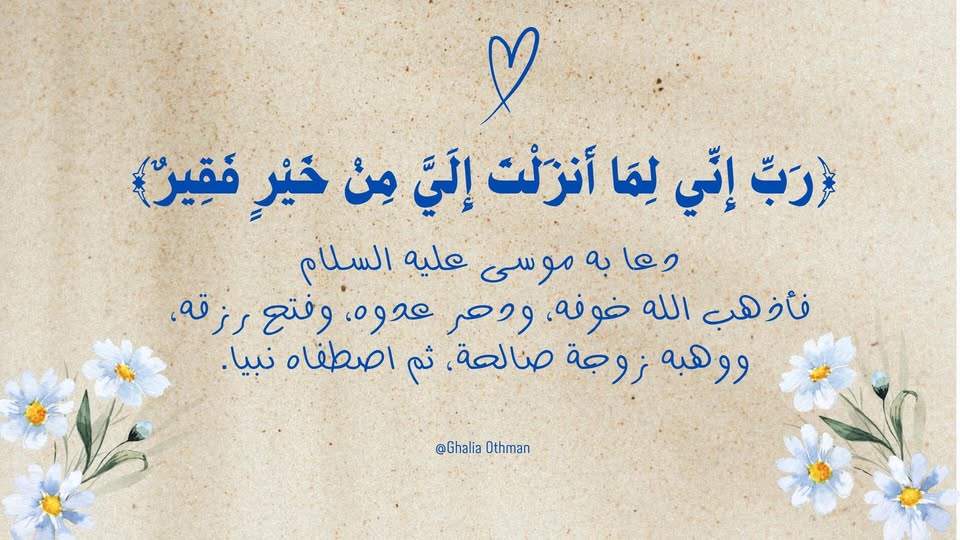 ﴿رَبِّ إِنِّي لِمَا أَنزَلْتَ إِلَيَّ مِنْ خَيْرٍ فَقِيرٌ﴾
دعا به موسى عليه السلام
فأذهب الله خوفه، ودحر عدوه، وفتح رزقه،
ووهبه زوجة صالحة، ثم اصطفاه نبيا.
@Ghalia Othman